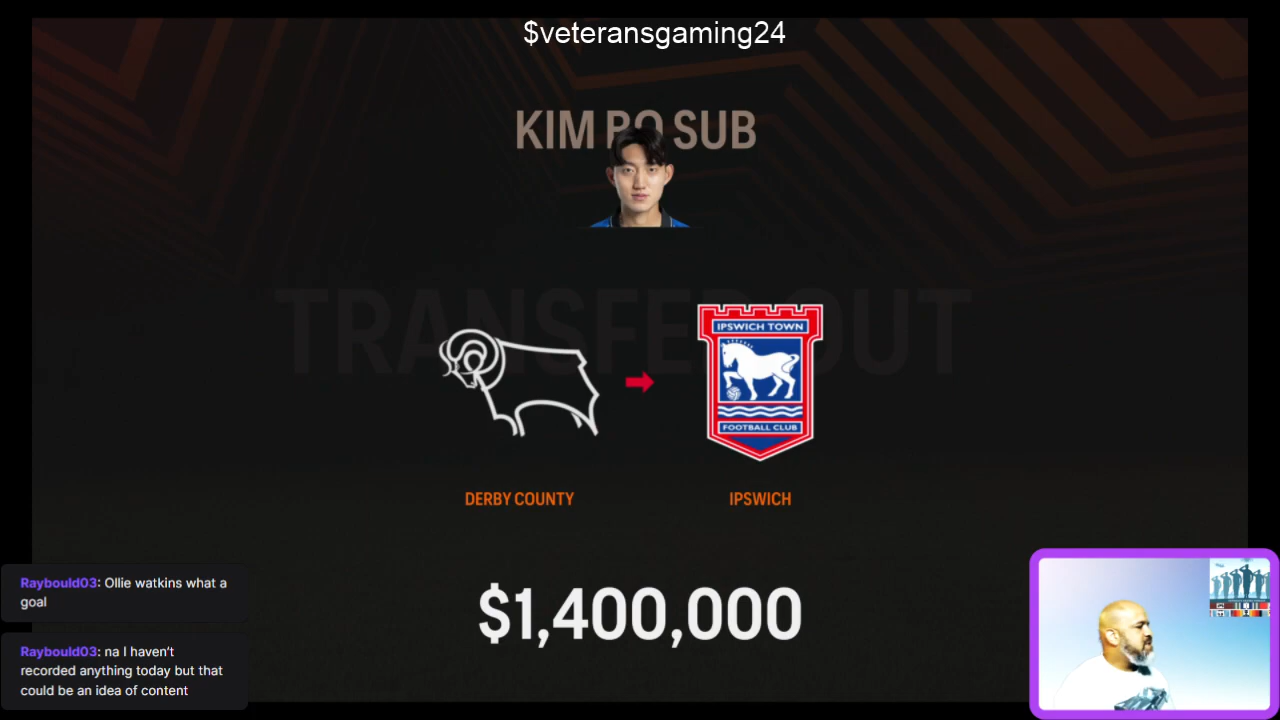 $veteransgaming24
KIM BO SUB
TRANSFER OUT
IPSWICH TOWN
FOOTBALL CLUB
DERBY COUNTY
IPSWICH
$1,400,000
Raybould03: Ollie watkins what a
goal
Raybould03: na I haven't
recorded anything today but that
could be an idea of content